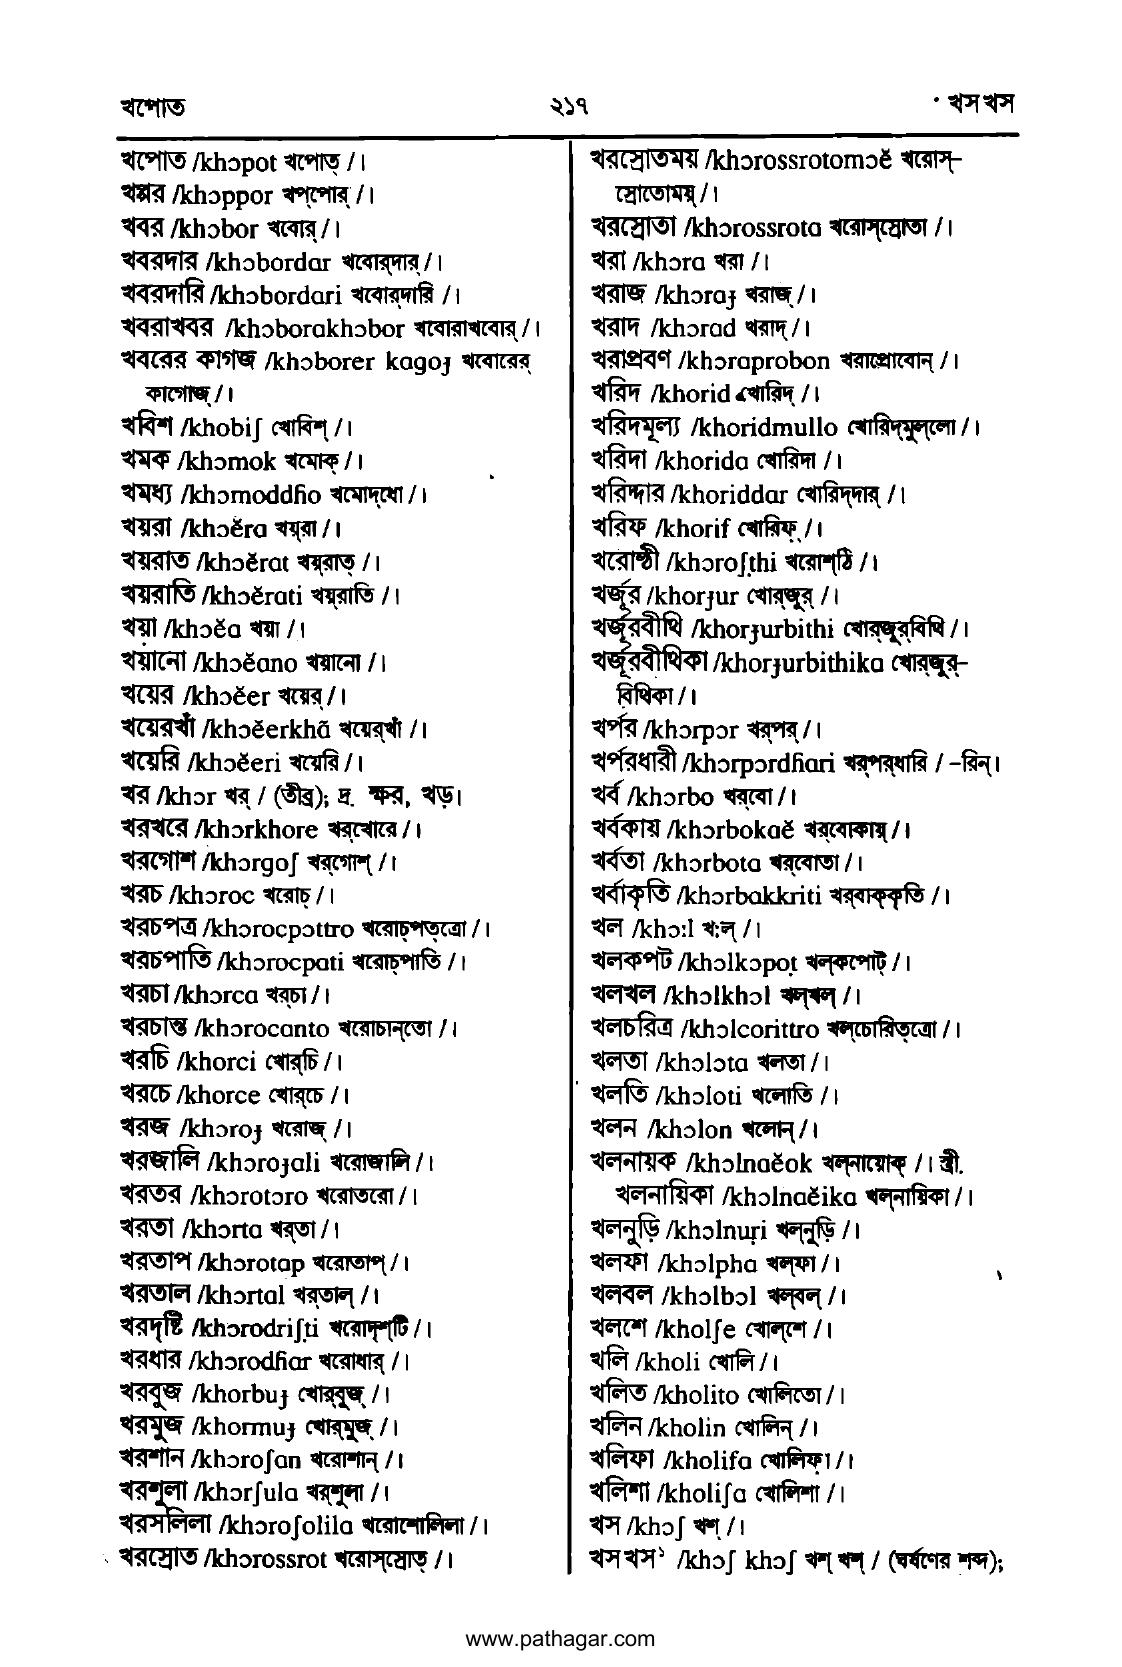 খপোত ২১৭ খস খস
খপোত /khɔpot খপোত্ /।
খপ্পর /khɔppor খপ্‌পোর্ /।
খবর /khɔbor খবোর্ /।
খবরদার /khɔbordar খবোর্‌দার্ /।
খবরদারি /khɔbordari খবোর্‌দারি /।
খবরাখবর /khɔborakhɔbor খবোরাখবোর্ /।
খবরের কাগজ /khɔborer kagoɟ খবোরের্
কাগোজ্ /।
খবিশ /khobiʃ খোবিশ্ /।
খমক /khɔmok খমোক্ /।
খমধ্য /khɔmoddɦo খমোদ্‌ধো /।
খয়রা /khɔĕra খয়্‌রা /।
খয়রাত /khɔĕrat খয়্‌রাত্ /।
খয়রাতি /khɔĕrati খয়্‌রাতি /।
খয়া /khɔĕa খয়া /।
খয়ানো /khɔĕano খয়ানো /।
খয়ের /khɔĕer খয়ের্ /।
খয়েরখাঁ /khɔĕerkhã খয়ের্‌খাঁ /।
খয়েরি /khɔĕeri খয়েরি /।
খর /khɔr খর্ / (তীব্র); দ্র. ক্ষর, খড়।
খরখরে /khɔrkhore খর্‌খোরে /।
খরগোশ /khɔrgoʃ খর্‌গোশ্ /।
খরচ /khɔroc খরোচ্ /।
খরচপত্র /khɔrocpɔttro খরোচ্‌পত্‌ত্রো /।
খরচপাতি /khɔrocpati খরোচ্‌পাতি /।
খরচা /khɔrca খর্‌চা /।
খরচান্ত /khɔrocanto খরোচান্‌তো /।
খরচি /khorci খোর্‌চি /।
খরচে /khorce খোর্‌চে /।
খরজ /khɔroɟ খরোজ্ /।
খরজালি /khɔroɟali খরোজালি /।
খরতর /khɔrotɔro খরোতরো /।
খরতা /khɔrta খর্‌তা /।
খরতাপ /khɔrotap খরোতাপ্ /।
খরতাল /khɔrtal খর্‌তাল্ /।
খরদৃষ্টি /khɔrodriʃṭi খরোদৃশ্‌টি /।
খরধার /khɔrodɦar খরোধার্ /।
খরবুজ /khorbuɟ খোর্‌বুজ্ /।
খরমুজ /khormuɟ খোর্‌মুজ্ /।
খরশান /khɔroʃan খরোশান্ /।
খরশুলা /khɔrʃula খর্‌শুলা /।
খরসলিলা /khɔroʃolila খরোশোলিলা /।
খরস্রোত /khɔrossrot খরোস্‌স্রোত্ /।
খরস্রোতময় /khɔrossrotomɔĕ খরোস্‌-
স্রোতোময়্ /।
খরস্রোতা /khɔrossrota খরোস্‌স্রোতা /।
খরা /khɔra খরা /।
খরাজ /khɔraɟ খরাজ্ /।
খরাদ /khɔrad খরাদ্ /।
খরাপ্রবণ /khɔraprobon খরাপ্রোবোন্ /।
খরিদ /khorid খোরিদ্ /।
খরিদমূল্য /khoridmullo খোরিদ্‌মুল্‌লো /।
খরিদা /khorida খোরিদা /।
খরিদ্দার /khoriddar খোরিদ্‌দার্ /।
খরিফ /khorif খোরিফ্ /।
খরোষ্ঠী /khɔroʃṭhi খরোশ্‌ঠি /।
খর্জূর /khorɟur খোর্‌জুর্ /।
খর্জূরবীথি /khorɟurbithi খোর্‌জুর্‌বিথি /।
খর্জূরবীথিকা /khorɟurbithika খোর্‌জুর্‌-
বিথিকা /।
খর্পর /khɔrpɔr খর্‌পর্ /।
খর্পরধারী /khɔrpɔrdɦari খর্‌পর্‌ধারি / -রিন্।
খর্ব /khɔrbo খর্‌বো /।
খর্বকায় /khɔrbokaĕ খর্‌বোকায়্ /।
খর্বতা /khɔrbota খর্‌বোতা /।
খর্বাকৃতি /khɔrbakkriti খর্‌বাক্‌কৃতি /।
খল /khɔ:l খ:ল্ /।
খলকপট /khɔlkɔpoṭ খল্‌কপোট্ /।
খলখল /khɔlkhɔl খল্‌খল্ /।
খলচরিত্র /khɔlcorittro খল্‌চোরিত্‌ত্রো /।
খলতা /khɔlɔta খলতা /।
খলতি /khɔloti খলোতি /।
খলন /khɔlon খলোন্ /।
খলনায়ক /khɔlnaĕok খল্‌নায়োক্ /। স্ত্রী.
খলনায়িকা /khɔlnaĕika খল্‌নায়িকা /।
খলনুড়ি /khɔlnuṛi খল্‌নুড়ি /।
খলফা /khɔlpha খল্‌ফা /।
খলবল /khɔlbɔl খল্‌বল্ /।
খলশে /kholʃe খোল্‌শে /।
খলি /kholi খোলি /।
খলিত /kholito খোলিতো /।
খলিন /kholin খোলিন্ /।
খলিফা /kholifa খোলিফ়া /।
খলিশা /kholiʃa খোলিশা /।
খস /khɔʃ খশ্ /।
খস খস১ /khɔʃ khɔʃ খশ্ খশ্ / (ঘর্ষণের শব্দ);
www.pathagar.com